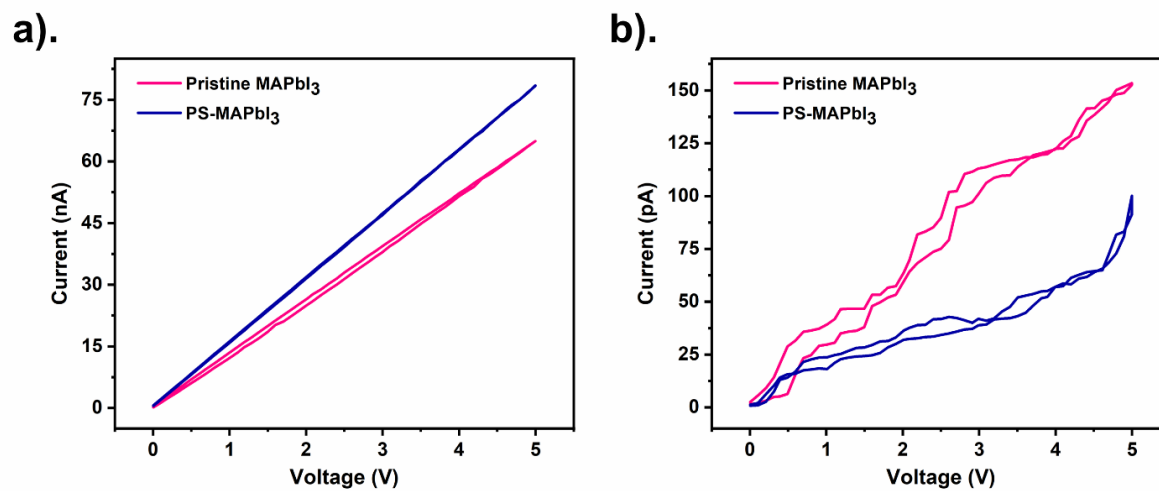 a).
Pristine MAPbI₃
PS-MAPbI₃
75
60
45
30
15
0
Current (nA)
0 1 2 3 4 5
Voltage (V)
b).
Pristine MAPbI₃
PS-MAPbI₃
150
125
100
75
50
25
0
Current (pA)
0 1 2 3 4 5
Voltage (V)